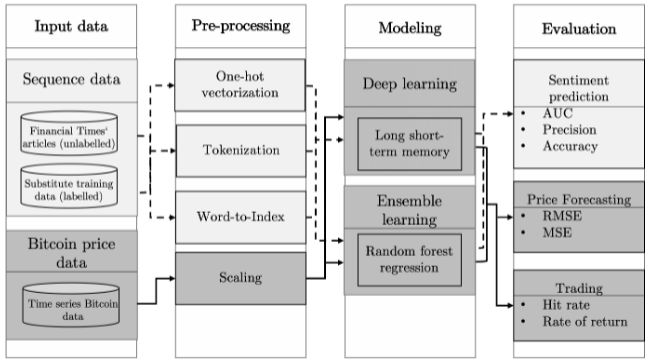 Input data
Sequence data
Financial Times'
articles (unlabelled)
Substitute training
data (labelled)
Bitcoin price
data
Time series Bitcoin
data
Pre-processing
One-hot
vectorization
Tokenization
Word-to-Index
Scaling
Modeling
Deep learning
Long short-
term memory
Ensemble
learning
Random forest
regression
Evaluation
Sentiment
prediction
• AUC
• Precision
• Accuracy
Price Forecasting
• RMSE
• MSE
Trading
• Hit rate
• Rate of return